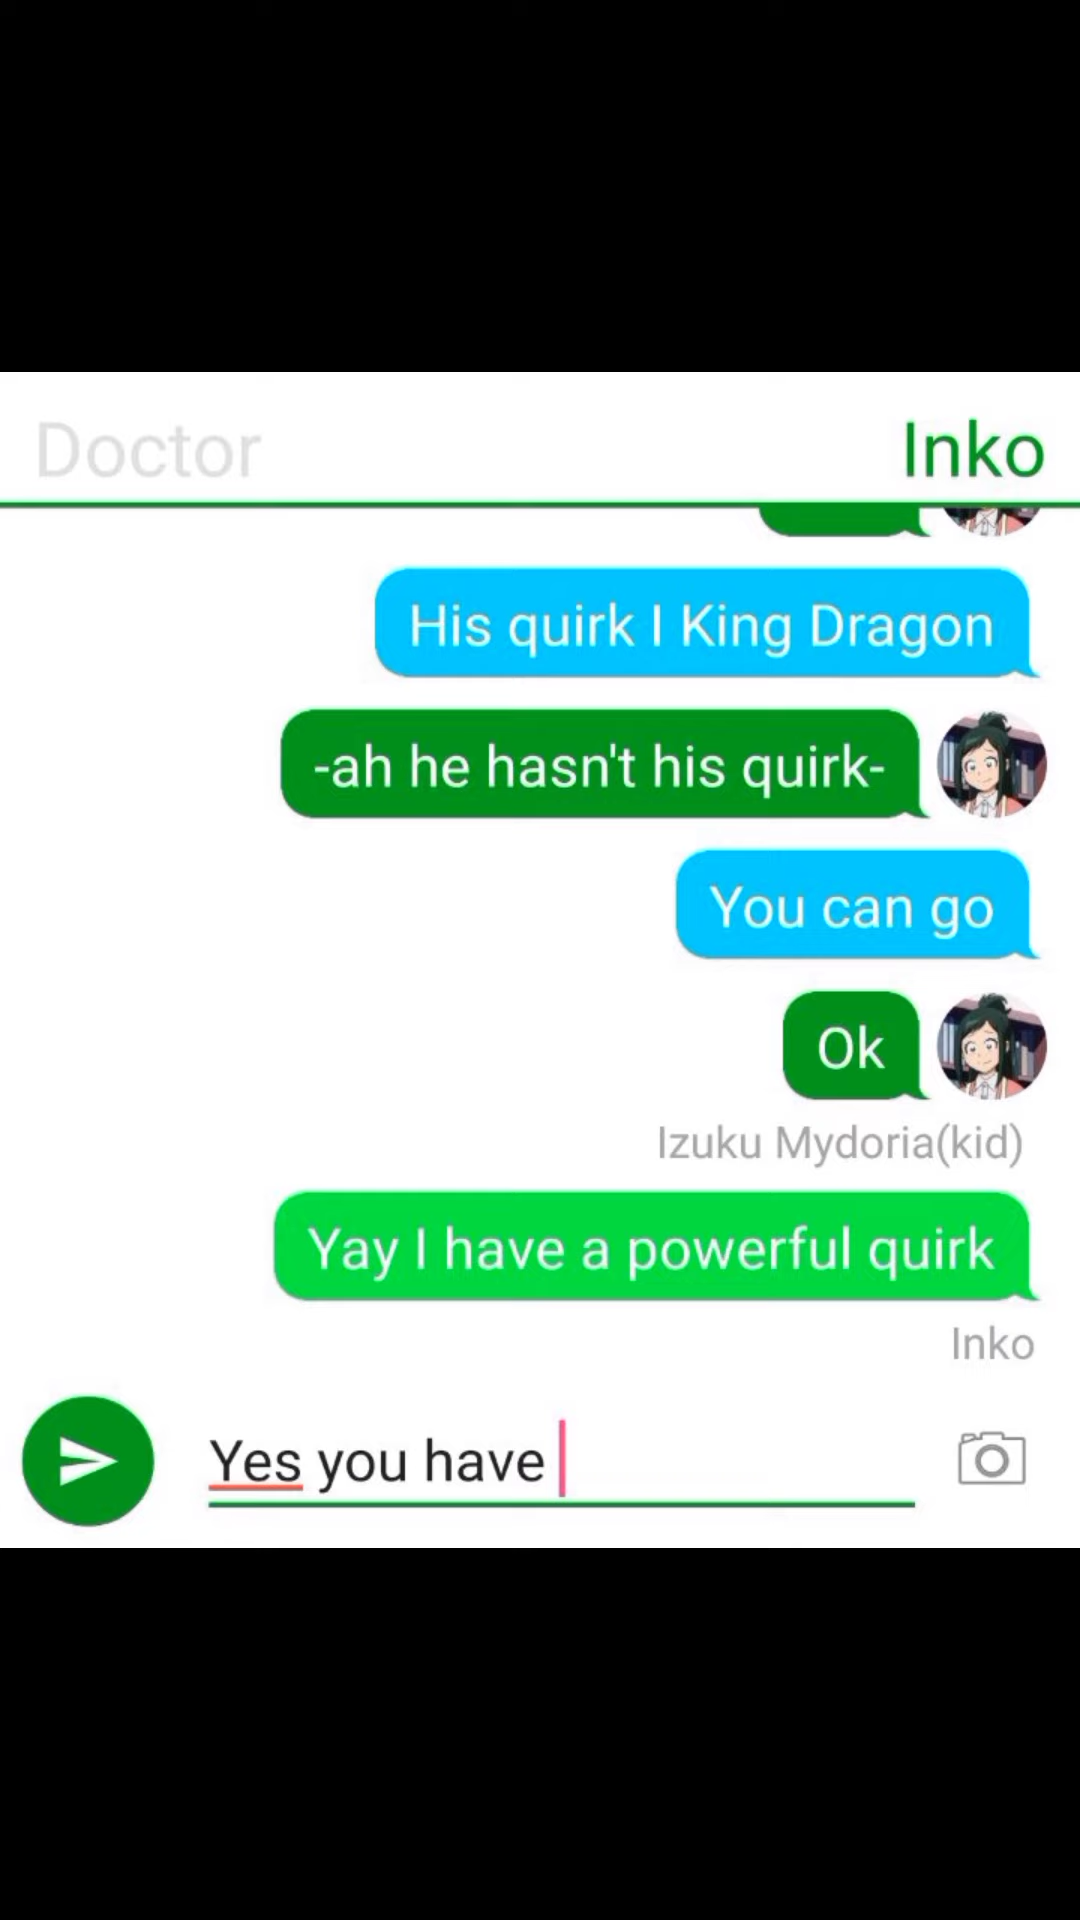 Doctor
Inko
His quirk I King Dragon
-ah he hasn't his quirk-
You can go
Ok
Izuku Mydoria(kid)
Yay I have a powerful quirk
Inko
Yes you have